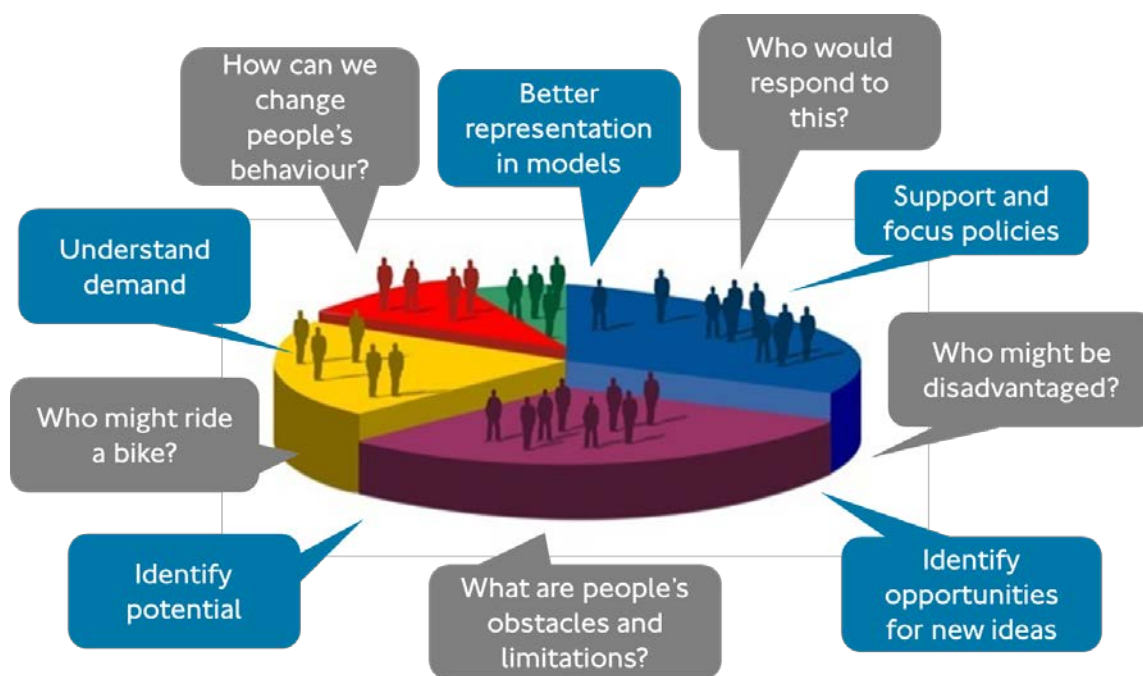 How can we
change
people's
behaviour?
Better
representation
in models
Who would
respond to
this?
Support and
focus policies
Understand
demand
Who might be
disadvantaged?
Who might ride
a bike?
Identify
potential
What are people's
obstacles and
limitations?
Identify
opportunities
for new ideas